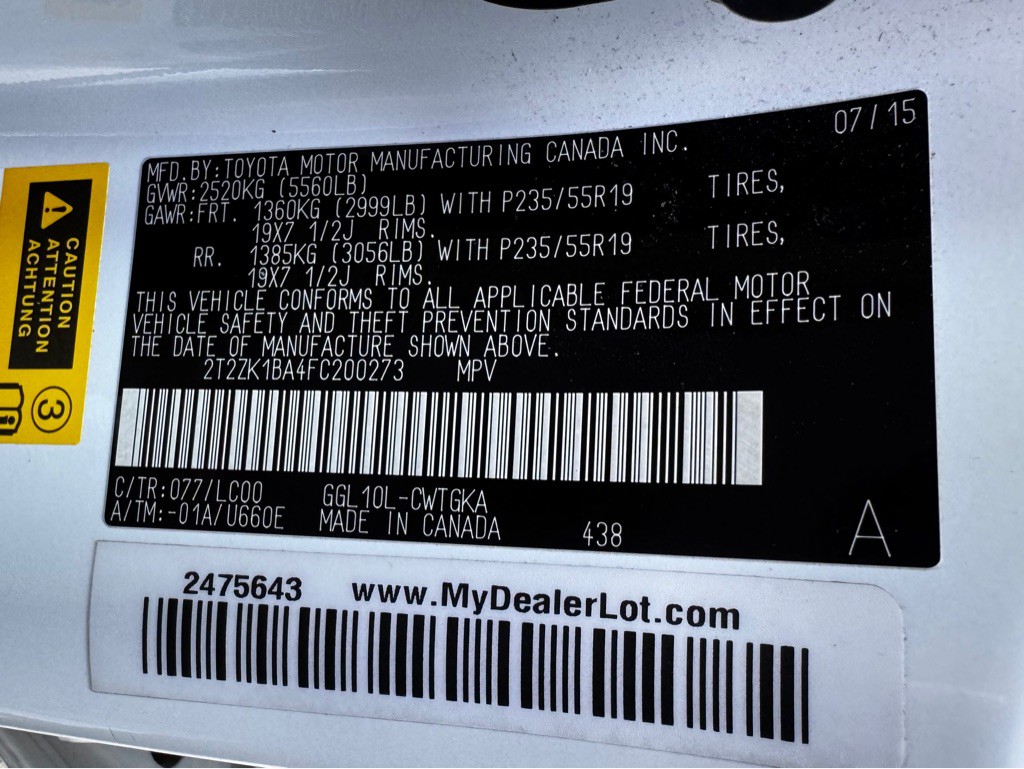 07/15
MFD.BY:TOYOTA MOTOR MANUFACTURING CANADA INC.
GVWR:2520KG (5560LB)
GAWR:FRT. 1360KG (2999LB) WITH P235/55R19 TIRES,
19X7 1/2J RIMS.
RR. 1385KG (3056LB) WITH P235/55R19 TIRES,
19X7 1/2J RIMS.
THIS VEHICLE CONFORMS TO ALL APPLICABLE FEDERAL MOTOR
VEHICLE SAFETY AND THEFT PREVENTION STANDARDS IN EFFECT ON
THE DATE OF MANUFACTURE SHOWN ABOVE.
2T2ZK1BA4FC200273 MPV
C/TR:077/LC00 GGL10L-CWTGKA
A/TM:-01A/U660E MADE IN CANADA 438 A
CAUTION
ATTENTION
ACHTUNG
3
2475643 www.MyDealerLot.com